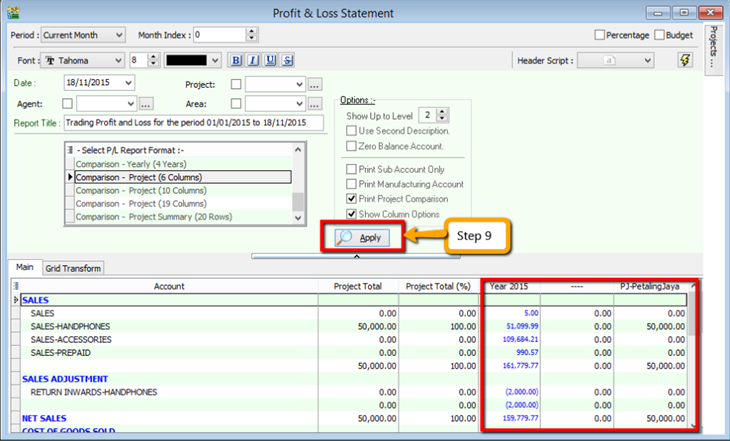 Profit & Loss Statement
Period : Current Month Month Index : 0 Percentage Budget
Projects ...
Font : Tahoma 8 B I U S Header Script : a
Date : 18/11/2015 Project: ...
Agent: ... Area: ...
Report Title : Trading Profit and Loss for the period 01/01/2015 to 18/11/2015
- Select P/L Report Format :-
Comparison - Yearly (4 Years)
Comparison - Project (6 Columns)
Comparison - Project (10 Columns)
Comparison - Project (19 Columns)
Comparison - Project Summary (20 Rows)
Options :-
Show Up to Level 2
Use Second Description.
Zero Balance Account.
Print Sub Account Only
Print Manufacturing Account
Print Project Comparison
Show Column Options
Apply
Step 9
Main Grid Transform
Account Project Total Project Total (%) Year 2015 ---- PJ-PetalingJaya
SALES
SALES 0.00 0.00 5.00 0.00 0.00
SALES-HANDPHONES 50,000.00 100.00 51,099.99 0.00 50,000.00
SALES-ACCESSORIES 0.00 0.00 109,684.21 0.00 0.00
SALES-PREPAID 0.00 0.00 990.57 0.00 0.00
50,000.00 100.00 161,779.77 0.00 50,000.00
SALES ADJUSTMENT
RETURN INWARDS-HANDPHONES 0.00 0.00 (2,000.00) 0.00 0.00
0.00 0.00 (2,000.00) 0.00 0.00
NET SALES 50,000.00 100.00 159,779.77 0.00 50,000.00
COST OF GOODS SOLD